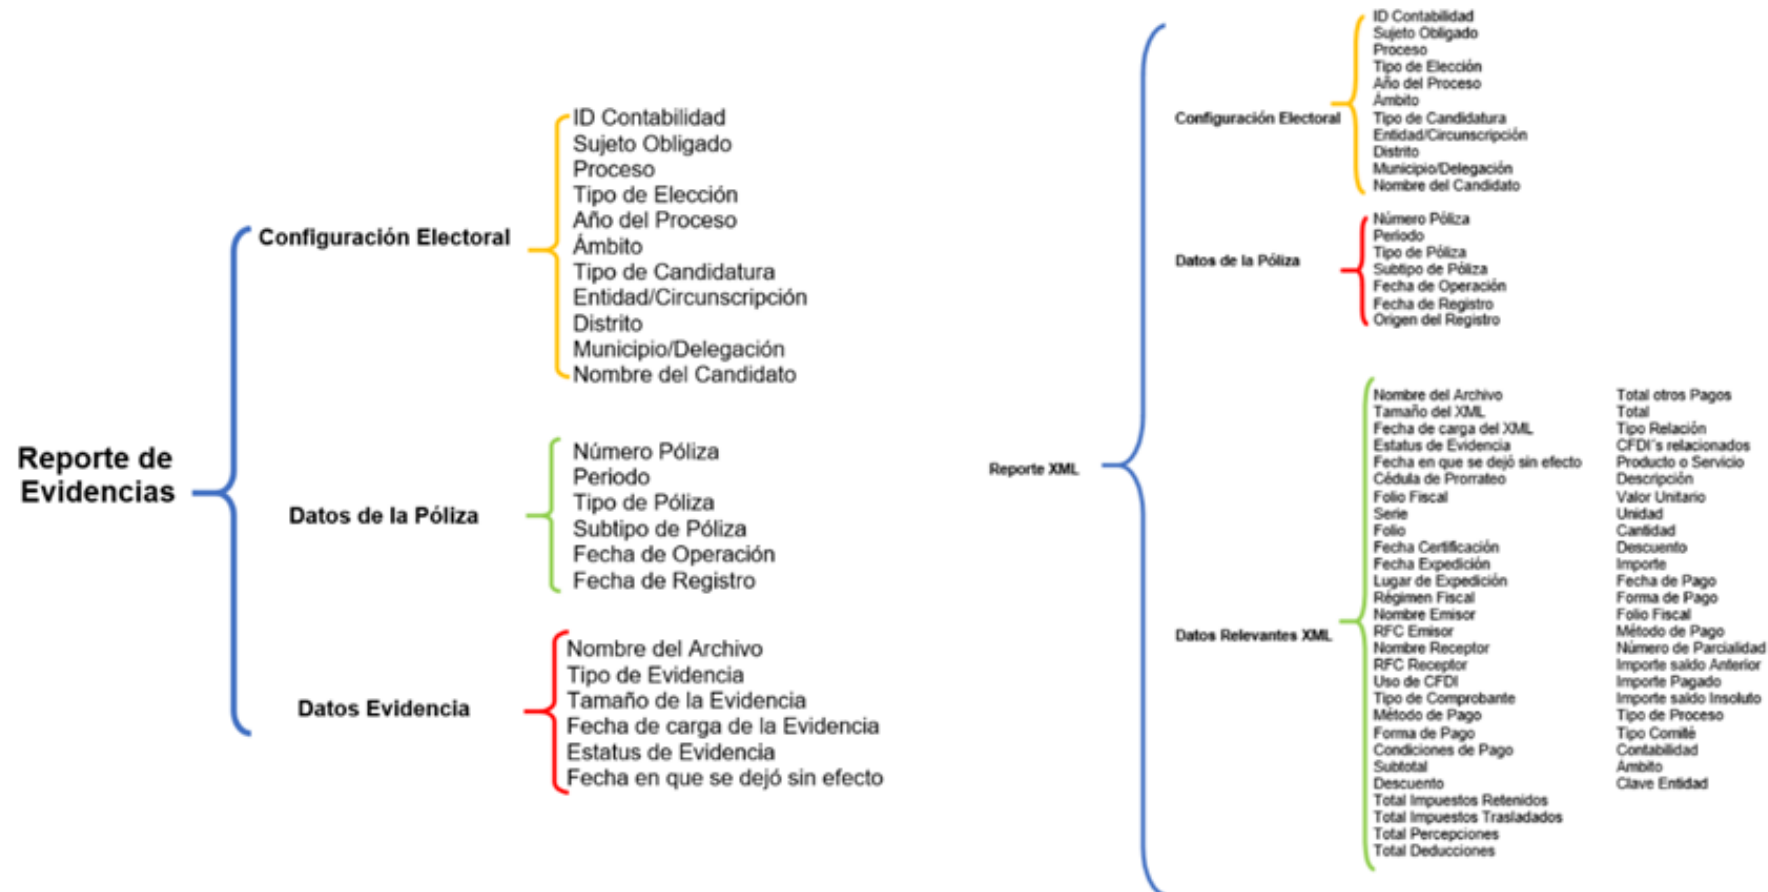 Reporte de
Evidencias
Configuración Electoral
ID Contabilidad
Sujeto Obligado
Proceso
Tipo de Elección
Año del Proceso
Ámbito
Tipo de Candidatura
Entidad/Circunscripción
Distrito
Municipio/Delegación
Nombre del Candidato
Datos de la Póliza
Número Póliza
Periodo
Tipo de Póliza
Subtipo de Póliza
Fecha de Operación
Fecha de Registro
Datos Evidencia
Nombre del Archivo
Tipo de Evidencia
Tamaño de la Evidencia
Fecha de carga de la Evidencia
Estatus de Evidencia
Fecha en que se dejó sin efecto
Reporte XML
Configuración Electoral
ID Contabilidad
Sujeto Obligado
Proceso
Tipo de Elección
Año del Proceso
Ámbito
Tipo de Candidatura
Entidad/Circunscripción
Distrito
Municipio/Delegación
Nombre del Candidato
Datos de la Póliza
Número Póliza
Periodo
Tipo de Póliza
Subtipo de Póliza
Fecha de Operación
Fecha de Registro
Origen del Registro
Datos Relevantes XML
Nombre del Archivo
Tamaño del XML
Fecha de carga del XML
Estatus de Evidencia
Fecha en que se dejó sin efecto
Cédula de Prorrateo
Folio Fiscal
Serie
Folio
Fecha Certificación
Fecha Expedición
Lugar de Expedición
Régimen Fiscal
Nombre Emisor
RFC Emisor
Nombre Receptor
RFC Receptor
Uso de CFDI
Tipo de Comprobante
Método de Pago
Forma de Pago
Condiciones de Pago
Subtotal
Descuento
Total Impuestos Retenidos
Total Impuestos Trasladados
Total Percepciones
Total Deducciones
Total otros Pagos
Total
Tipo Relación
CFDI´s relacionados
Producto o Servicio
Descripción
Valor Unitario
Unidad
Cantidad
Descuento
Importe
Fecha de Pago
Forma de Pago
Folio Fiscal
Método de Pago
Número de Parcialidad
Importe saldo Anterior
Importe Pagado
Importe saldo Insoluto
Tipo de Proceso
Tipo Comité
Contabilidad
Ámbito
Clave Entidad